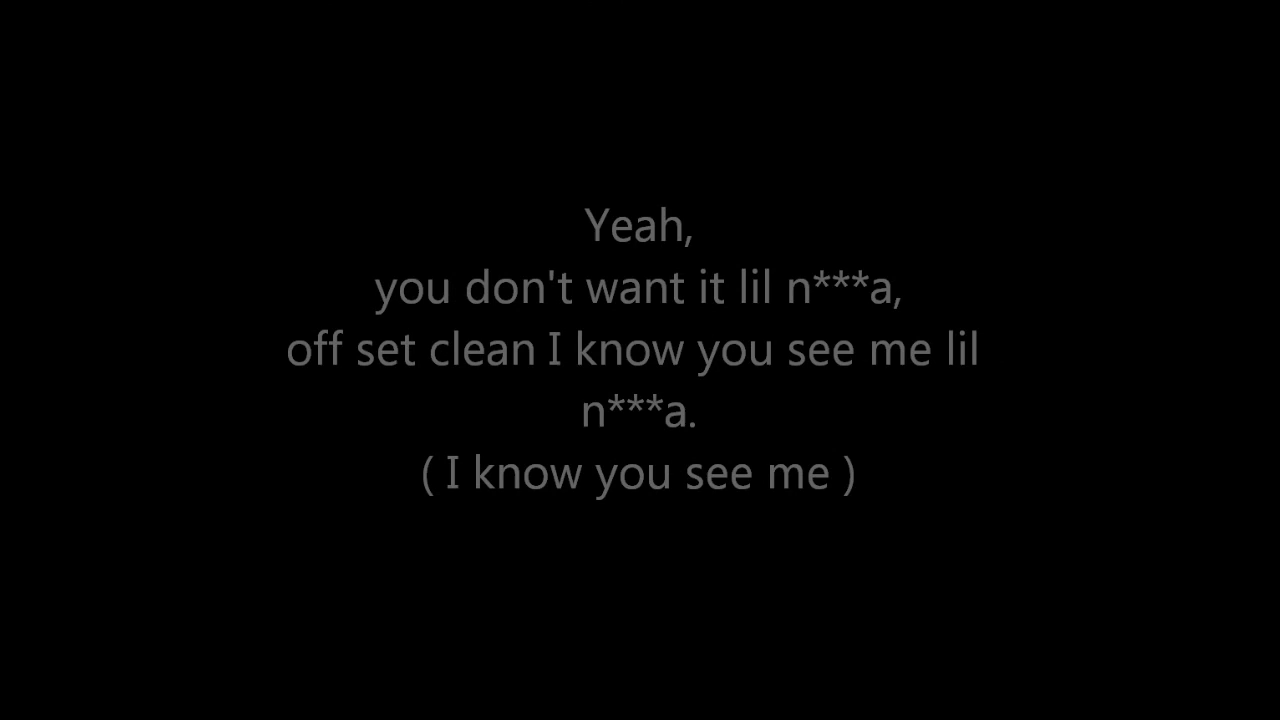 Yeah,
you don't want it lil n***a,
off set clean I know you see me lil
n***a.
( I know you see me )